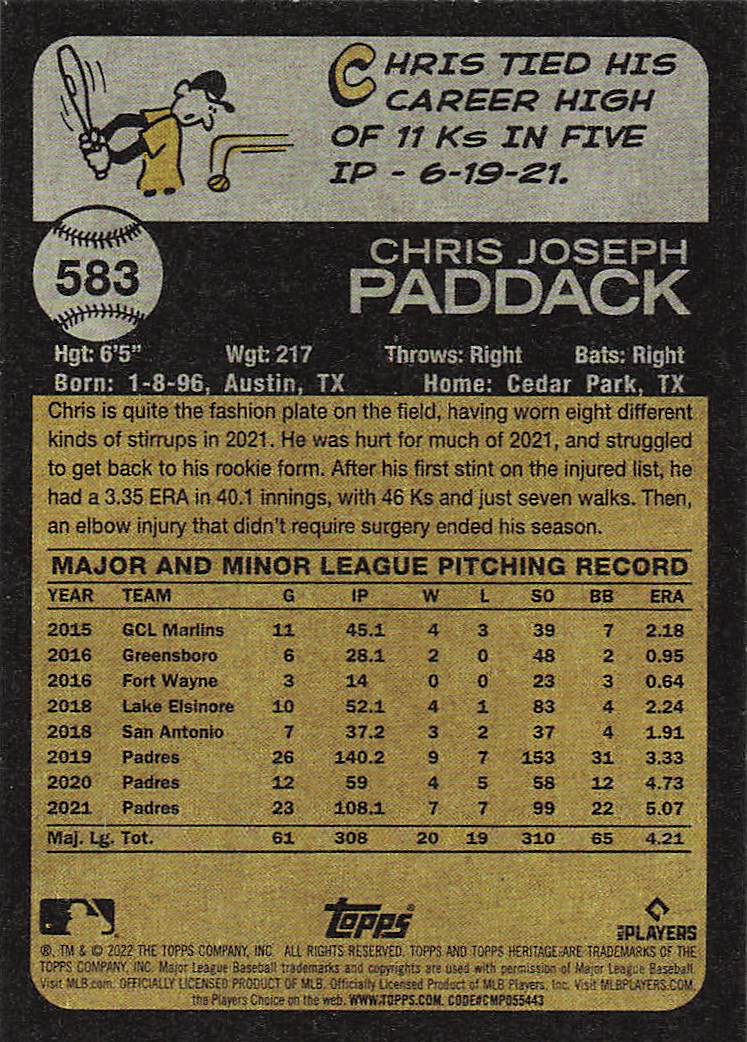 CHRIS TIED HIS
CAREER HIGH
OF 11 Ks IN FIVE
IP - 6-19-21.
583
CHRIS JOSEPH
PADDACK
Hgt: 6'5" Wgt: 217 Throws: Right Bats: Right
Born: 1-8-96, Austin, TX Home: Cedar Park, TX
Chris is quite the fashion plate on the field, having worn eight different
kinds of stirrups in 2021. He was hurt for much of 2021, and struggled
to get back to his rookie form. After his first stint on the injured list, he
had a 3.35 ERA in 40.1 innings, with 46 Ks and just seven walks. Then,
an elbow injury that didn't require surgery ended his season.
MAJOR AND MINOR LEAGUE PITCHING RECORD
YEAR TEAM G IP W L SO BB ERA
2015 GCL Marlins 11 45.1 4 3 39 7 2.18
2016 Greensboro 6 28.1 2 0 48 2 0.95
2016 Fort Wayne 3 14 0 0 23 3 0.64
2018 Lake Elsinore 10 52.1 4 1 83 4 2.24
2018 San Antonio 7 37.2 3 2 37 4 1.91
2019 Padres 26 140.2 9 7 153 31 3.33
2020 Padres 12 59 4 5 58 12 4.73
2021 Padres 23 108.1 7 7 99 22 5.07
Maj. Lg. Tot. 61 308 20 19 310 65 4.21
Topps®
MLB PLAYERS
®, TM & © 2022 THE TOPPS COMPANY, INC. ALL RIGHTS RESERVED. TOPPS AND TOPPS HERITAGE ARE TRADEMARKS OF THE
TOPPS COMPANY, INC. Major League Baseball trademarks and copyrights are used with permission of Major League Baseball.
Visit MLB.com. OFFICIALLY LICENSED PRODUCT OF MLB. Officially Licensed Product of MLB Players, Inc. Visit MLBPLAYERS.COM,
the Players Choice on the web. WWW.TOPPS.COM. CODE#CMP055443